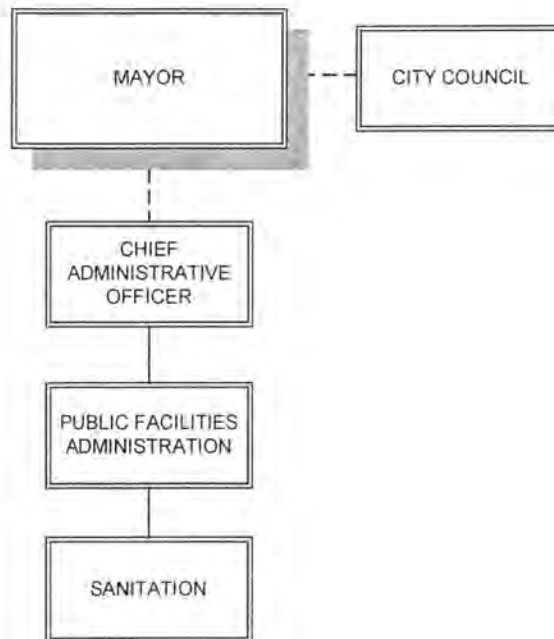 MAYOR
CITY COUNCIL
CHIEF
ADMINISTRATIVE
OFFICER
PUBLIC FACILITIES
ADMINISTRATION
SANITATION